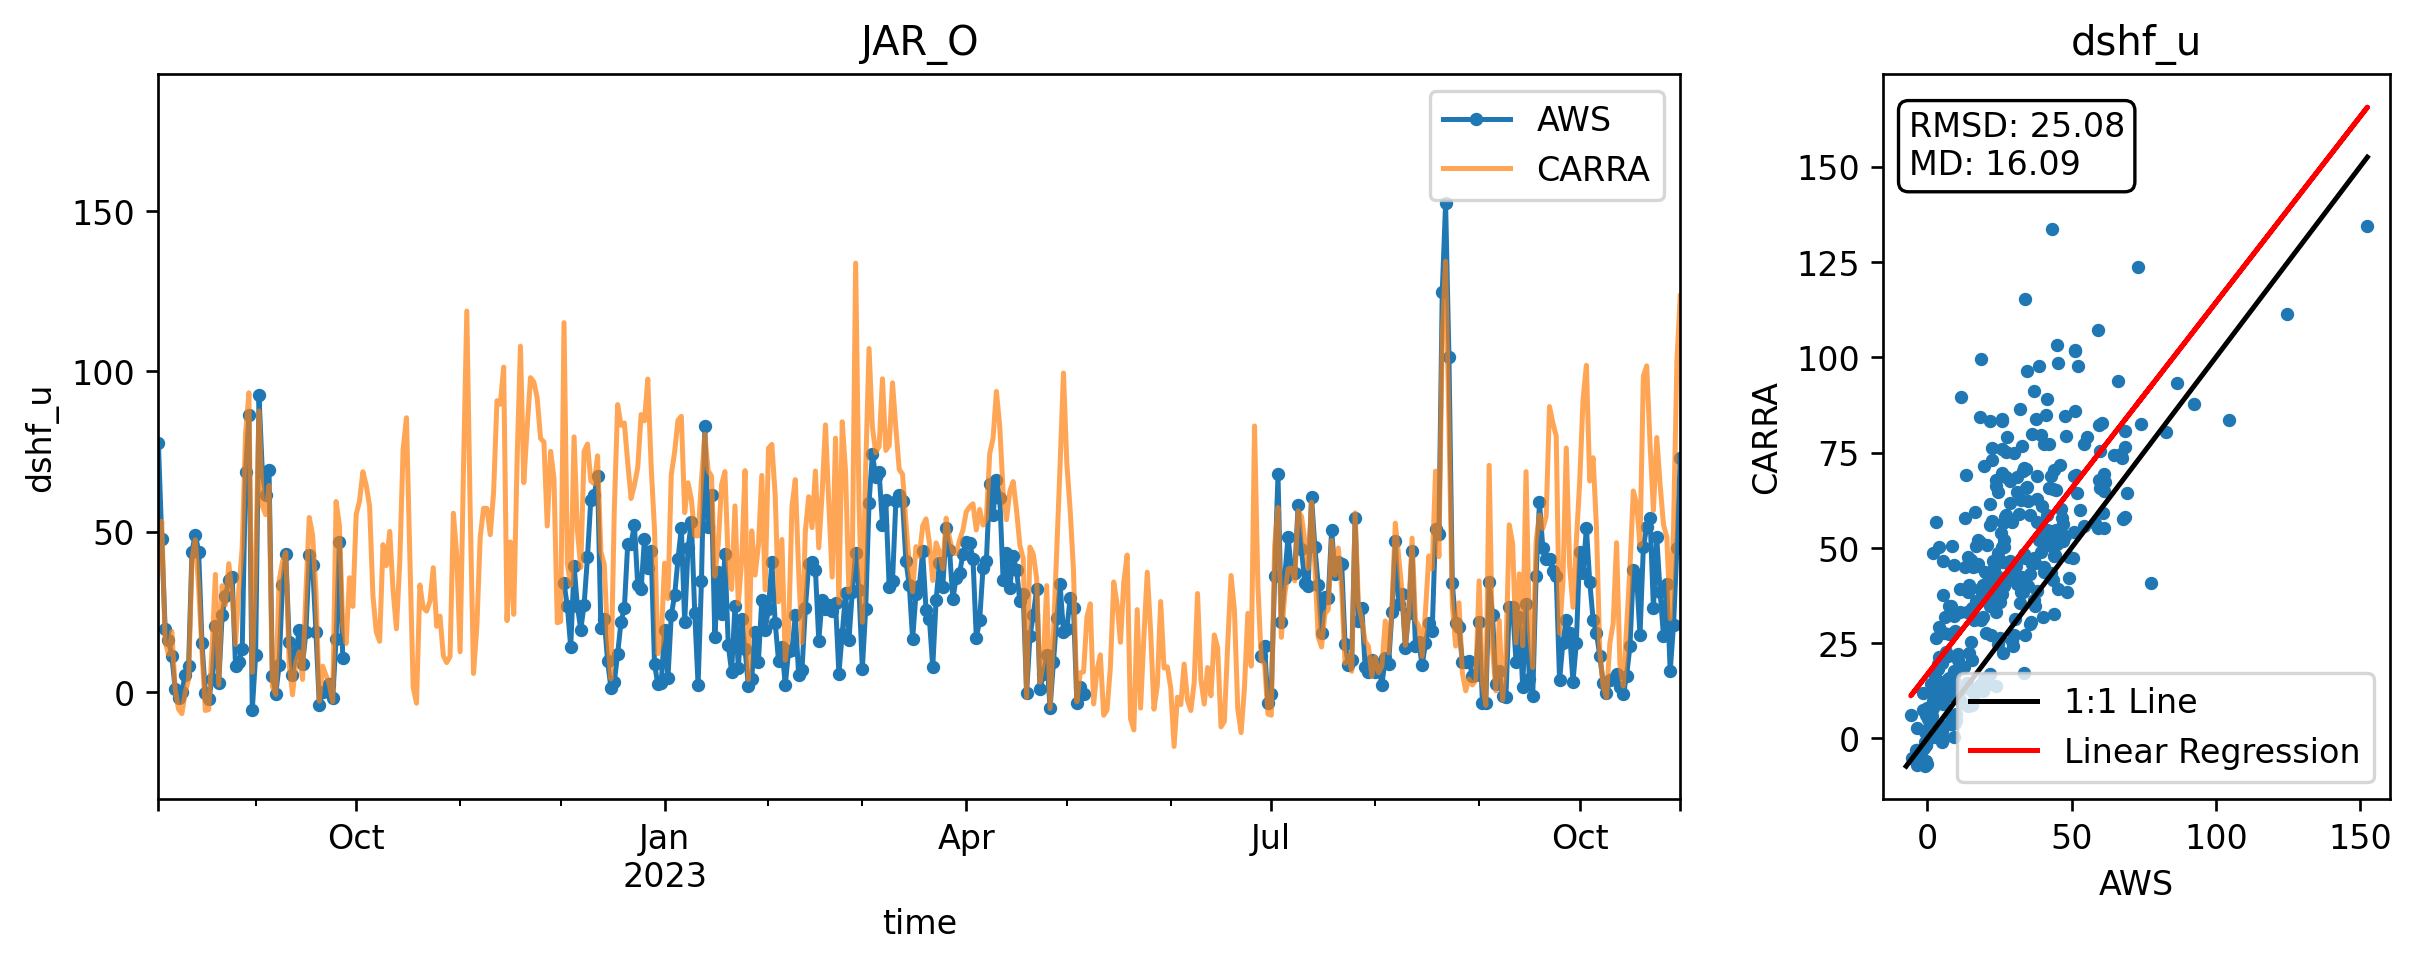 JAR_O
dshf_u
150
100
50
0
Oct
Jan
2023
Apr
Jul
Oct
time
AWS
CARRA
dshf_u
CARRA
150
125
100
75
50
25
0
0
50
100
150
AWS
RMSD: 25.08
MD: 16.09
1:1 Line
Linear Regression